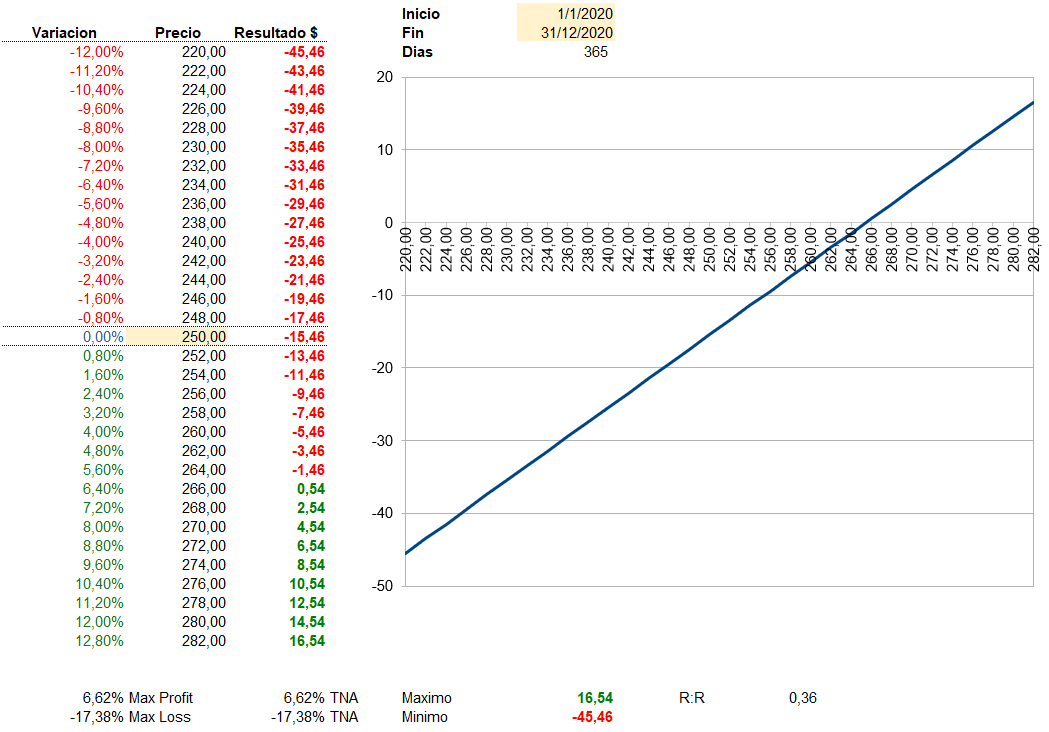 Inicio 1/1/2020
Variacion Precio Resultado $ Fin 31/12/2020
-12,00% 220,00 -45,46 Dias 365
-11,20% 222,00 -43,46
-10,40% 224,00 -41,46
-9,60% 226,00 -39,46
-8,80% 228,00 -37,46
-8,00% 230,00 -35,46
-7,20% 232,00 -33,46
-6,40% 234,00 -31,46
-5,60% 236,00 -29,46
-4,80% 238,00 -27,46
-4,00% 240,00 -25,46
-3,20% 242,00 -23,46
-2,40% 244,00 -21,46
-1,60% 246,00 -19,46
-0,80% 248,00 -17,46
0,00% 250,00 -15,46
0,80% 252,00 -13,46
1,60% 254,00 -11,46
2,40% 256,00 -9,46
3,20% 258,00 -7,46
4,00% 260,00 -5,46
4,80% 262,00 -3,46
5,60% 264,00 -1,46
6,40% 266,00 0,54
7,20% 268,00 2,54
8,00% 270,00 4,54
8,80% 272,00 6,54
9,60% 274,00 8,54
10,40% 276,00 10,54
11,20% 278,00 12,54
12,00% 280,00 14,54
12,80% 282,00 16,54
20
10
0
-10
-20
-30
-40
-50
220,00 222,00 224,00 226,00 228,00 230,00 232,00 234,00 236,00 238,00 240,00 242,00 244,00 246,00 248,00 250,00 252,00 254,00 256,00 258,00 260,00 262,00 264,00 266,00 268,00 270,00 272,00 274,00 276,00 278,00 280,00 282,00
6,62% Max Profit 6,62% TNA Maximo 16,54 R:R 0,36
-17,38% Max Loss -17,38% TNA Minimo -45,46